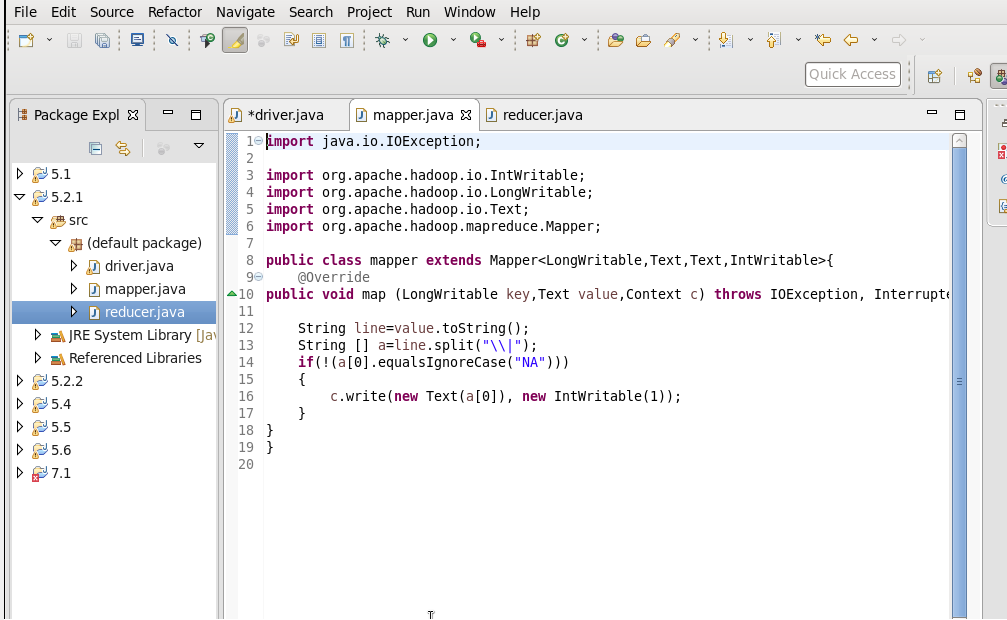 File Edit Source Refactor Navigate Search Project Run Window Help
Quick Access
Package Expl
*driver.java mapper.java reducer.java
5.1
5.2.1
src
(default package)
driver.java
mapper.java
reducer.java
JRE System Library [Jav
Referenced Libraries
5.2.2
5.4
5.5
5.6
7.1
1 import java.io.IOException;
2
3 import org.apache.hadoop.io.IntWritable;
4 import org.apache.hadoop.io.LongWritable;
5 import org.apache.hadoop.io.Text;
6 import org.apache.hadoop.mapreduce.Mapper;
7
8 public class mapper extends Mapper<LongWritable,Text,Text,IntWritable>{
9     @Override
10 public void map (LongWritable key,Text value,Context c) throws IOException, Interrupte
11
12     String line=value.toString();
13     String [] a=line.split("\\|");
14     if(!(a[0].equalsIgnoreCase("NA")))
15     {
16         c.write(new Text(a[0]), new IntWritable(1));
17     }
18 }
19 }
20